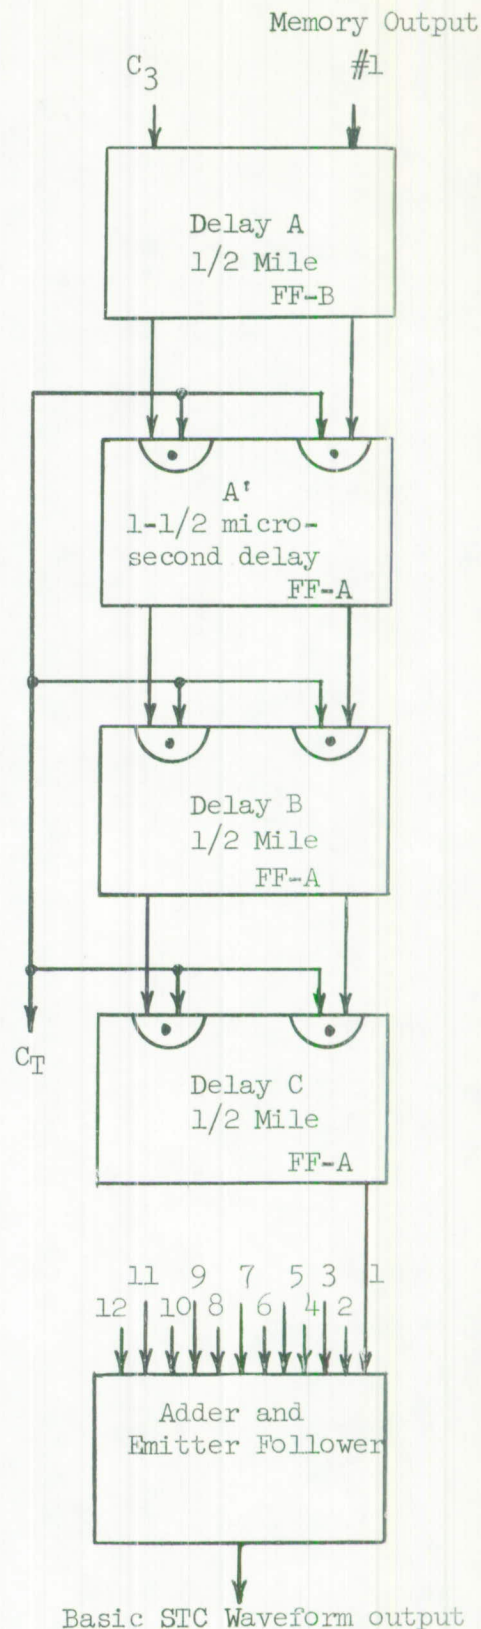 Memory Output
C3 #1
Delay A
1/2 Mile
FF-B
A'
1-1/2 micro-
second delay
FF-A
Delay B
1/2 Mile
FF-A
CT
Delay C
1/2 Mile
FF-A
11 9 7 5 3 1
12 10 8 6 4 2
Adder and
Emitter Follower
Basic STC Waveform output